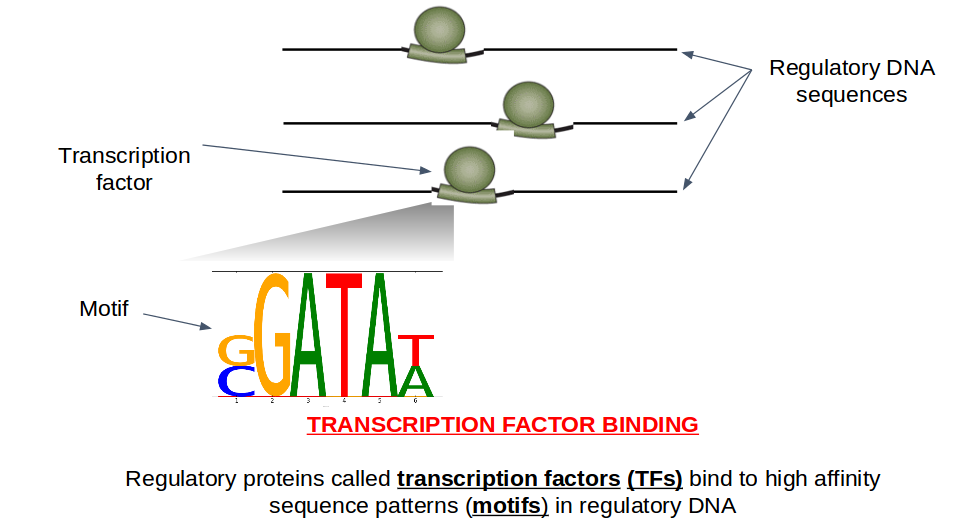 Regulatory DNA
sequences
Transcription
factor
Motif
G
C
G
A
T
A
T
A
1 2 3 4 5 6
TRANSCRIPTION FACTOR BINDING
Regulatory proteins called transcription factors (TFs) bind to high affinity
sequence patterns (motifs) in regulatory DNA